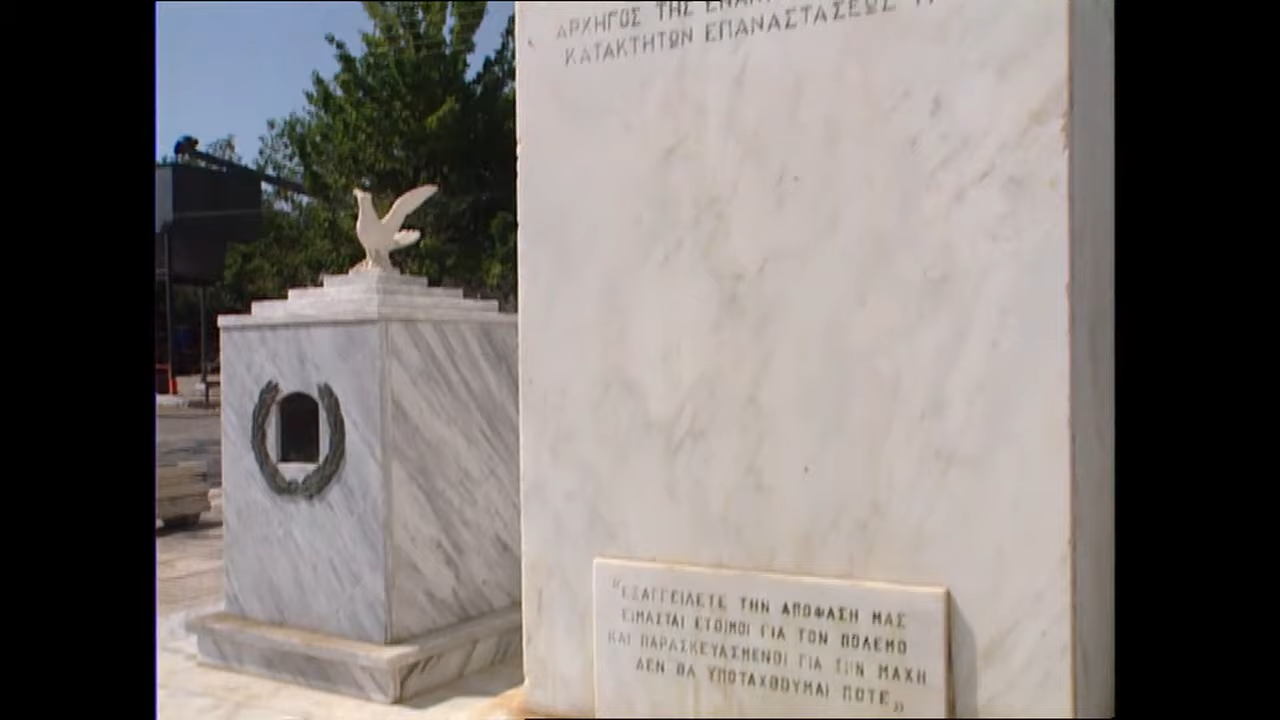 ΑΡΧΗΓΟΣ ΤΗΣ
ΚΑΤΑΚΤΗΤΩΝ ΕΠΑΝΑΣΤΑΣΕΩΣ
"ΕΞΑΓΓΕΙΛΕΤΕ ΤΗΝ ΑΠΟΦΑΣΗ ΜΑΣ
ΕΙΜΑΣΤΑΙ ΕΤΟΙΜΟΙ ΓΙΑ ΤΟΝ ΠΟΛΕΜΟ
ΚΑΙ ΠΑΡΑΣΚΕΥΑΣΜΕΝΟΙ ΓΙΑ ΤΗΝ ΜΑΧΗ
ΔΕΝ ΘΑ ΥΠΟΤΑΧΘΟΥΜΑΙ ΠΟΤΕ,,